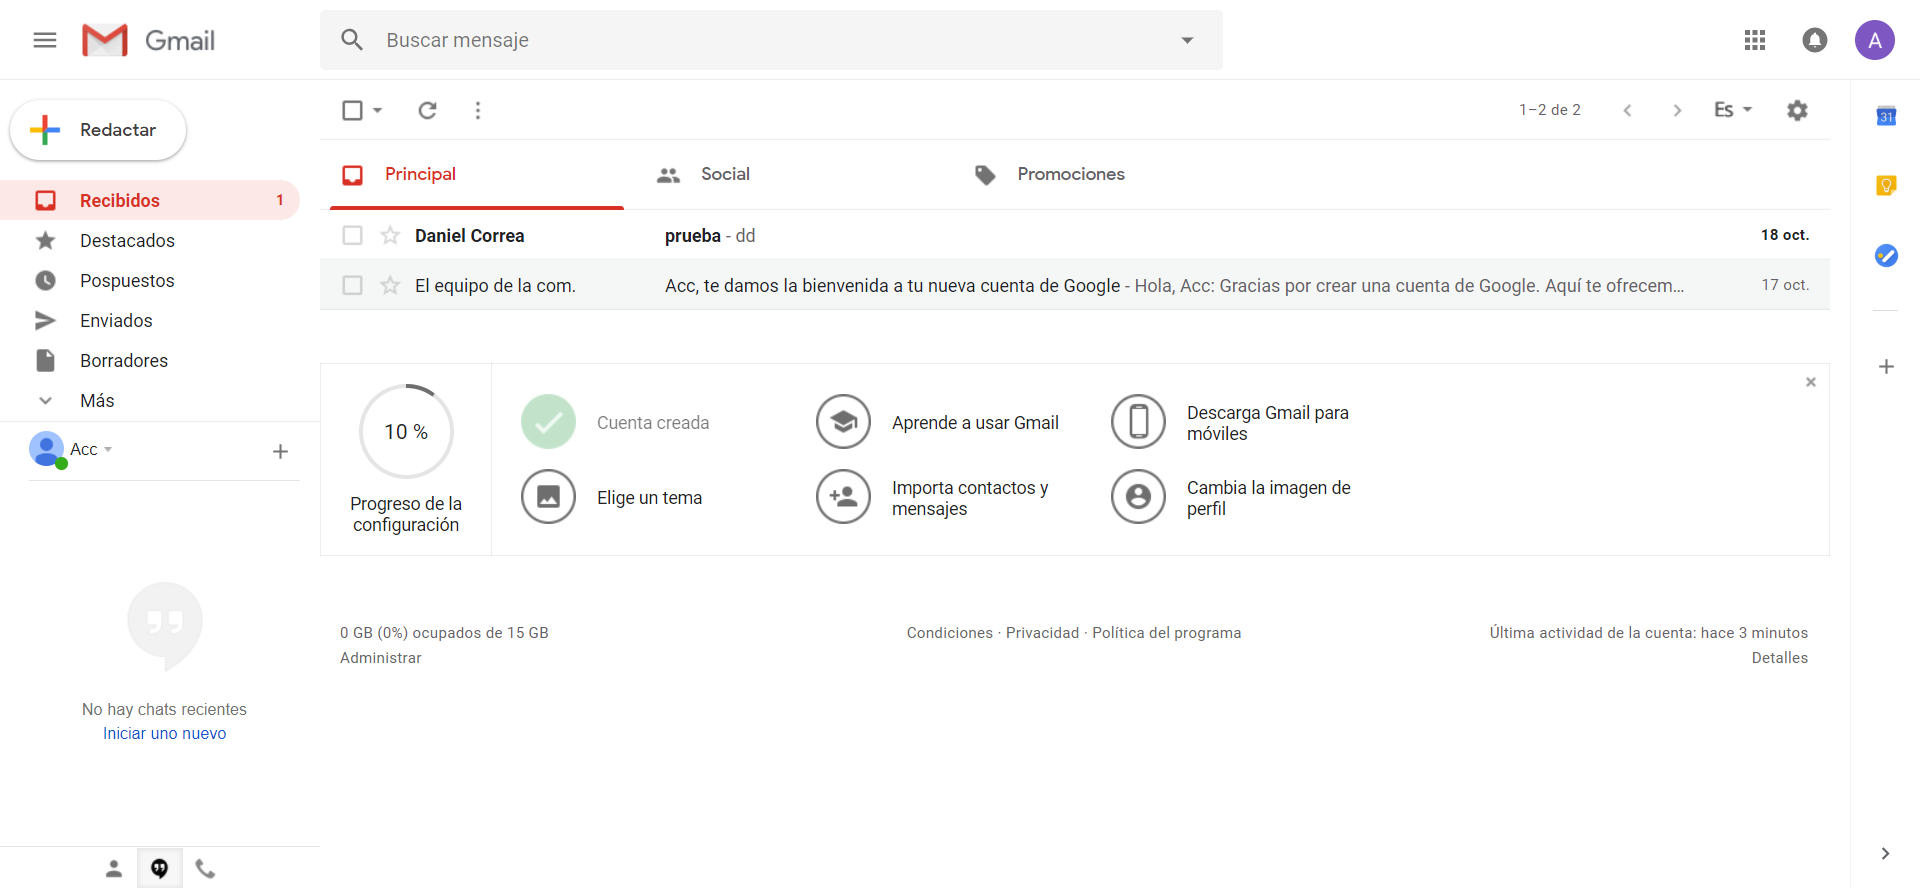 Gmail
Buscar mensaje
A
Redactar
1–2 de 2
Es
31
Principal
Social
Promociones
Recibidos 1
Destacados
Pospuestos
Enviados
Borradores
Más
Daniel Correa prueba - dd 18 oct.
El equipo de la com. Acc, te damos la bienvenida a tu nueva cuenta de Google - Hola, Acc: Gracias por crear una cuenta de Google. Aquí te ofrecem… 17 oct.
Acc
10 %
Progreso de la
configuración
Cuenta creada
Aprende a usar Gmail
Descarga Gmail para
móviles
Elige un tema
Importa contactos y
mensajes
Cambia la imagen de
perfil
0 GB (0%) ocupados de 15 GB
Administrar
Condiciones · Privacidad · Política del programa
Última actividad de la cuenta: hace 3 minutos
Detalles
No hay chats recientes
Iniciar uno nuevo